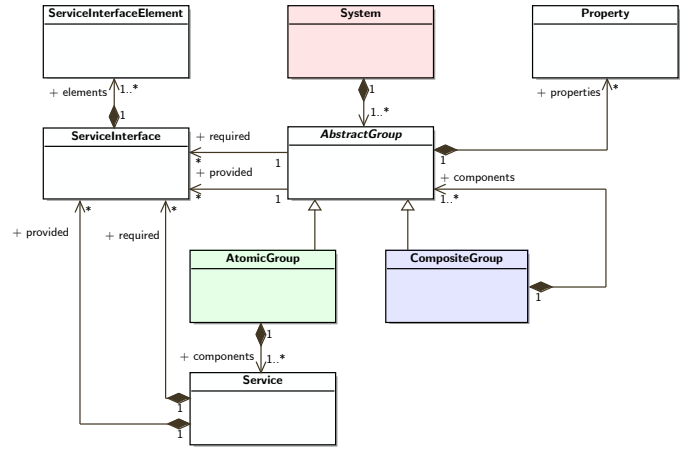 ServiceInterfaceElement
System
Property
+ elements
1..*
1
1
1..*
+ properties
*
ServiceInterface
AbstractGroup
+ required
*
1
+ provided
*
1
1
+ components
1..*
+ provided
*
+ required
*
AtomicGroup
CompositeGroup
1
1
+ components
1..*
Service
1
1